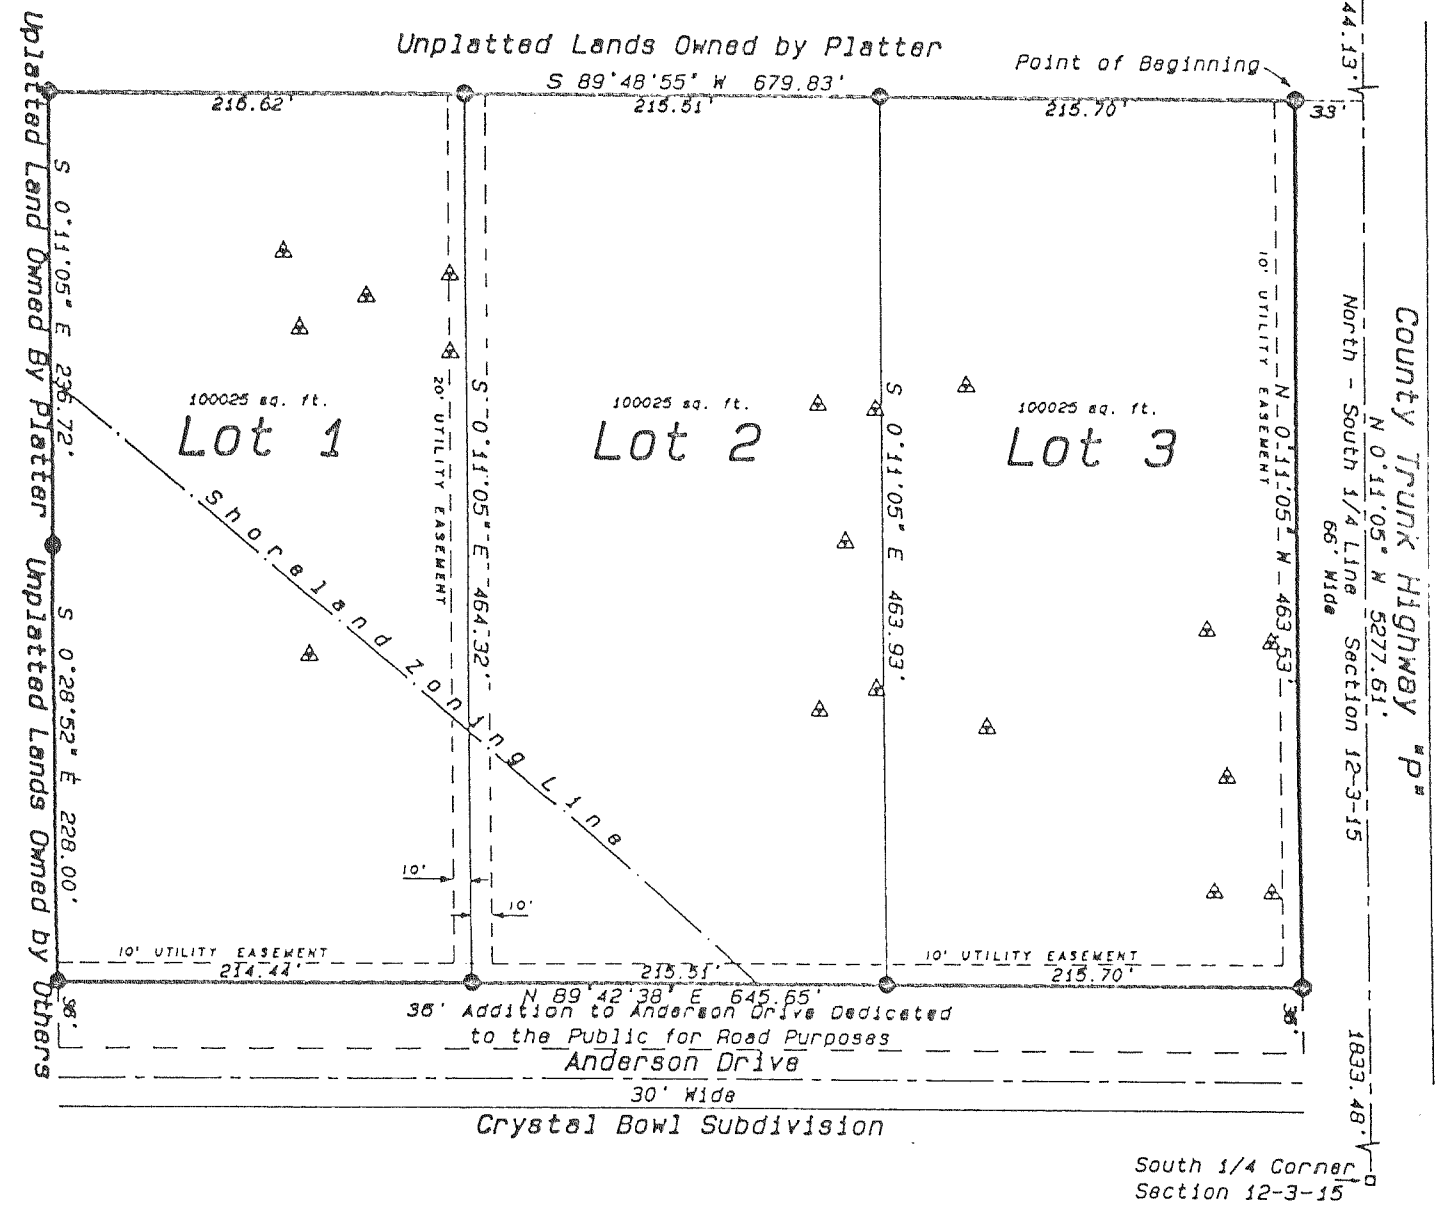 Unplatted Lands Owned by Platter
Point of Beginning
S 89°48'55" W 679.83'
215.51'
215.70'
33'
44.13'
Uplatted Land Owned By Platter
S 0°11'05" E 236.72'
100025 sq. ft.
Lot 1
20' UTILITY EASEMENT
S 0°11'05" E 464.32'
100025 sq. ft.
Lot 2
S 0°11'05" E 463.93'
100025 sq. ft.
Lot 3
10' UTILITY EASEMENT
N 0°11'05" W 463.53'
North - South 1/4 Line Section 12-3-15
66' Wide
N 0°11'05" W 5277.61'
County Trunk Highway "P"
Shoreland Zoning Line
Unplatted Lands Owned by Others
S 0°28'52" E 228.00'
10'
10'
10' UTILITY EASEMENT
214.44'
215.51'
10' UTILITY EASEMENT
215.70'
N 89°42'38" E 645.65'
36' Addition to Anderson Drive Dedicated
to the Public for Road Purposes
Anderson Drive
30' Wide
Crystal Bowl Subdivision
1833.48'
South 1/4 Corner
Section 12-3-15